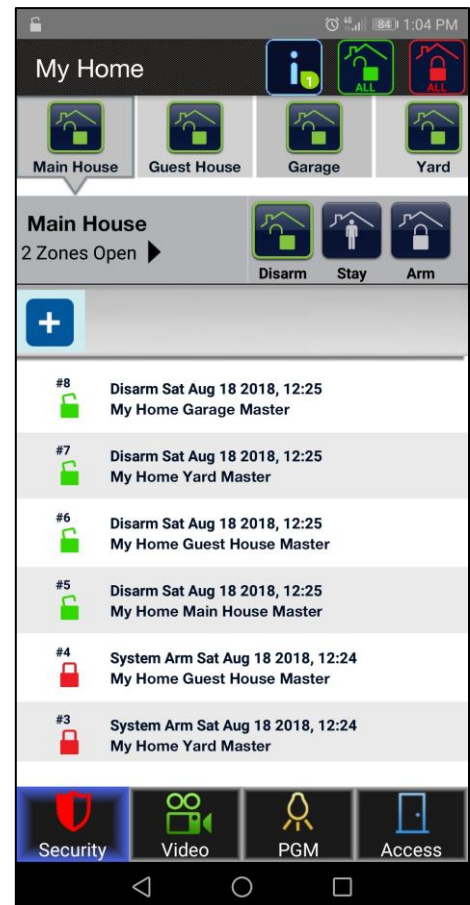 84 1:04 PM
My Home
1
ALL
ALL
Main House
Guest House
Garage
Yard
Main House
2 Zones Open
Disarm
Stay
Arm
+
#8
Disarm Sat Aug 18 2018, 12:25
My Home Garage Master
#7
Disarm Sat Aug 18 2018, 12:25
My Home Yard Master
#6
Disarm Sat Aug 18 2018, 12:25
My Home Guest House Master
#5
Disarm Sat Aug 18 2018, 12:25
My Home Main House Master
#4
System Arm Sat Aug 18 2018, 12:24
My Home Guest House Master
#3
System Arm Sat Aug 18 2018, 12:24
My Home Yard Master
Security
Video
PGM
Access